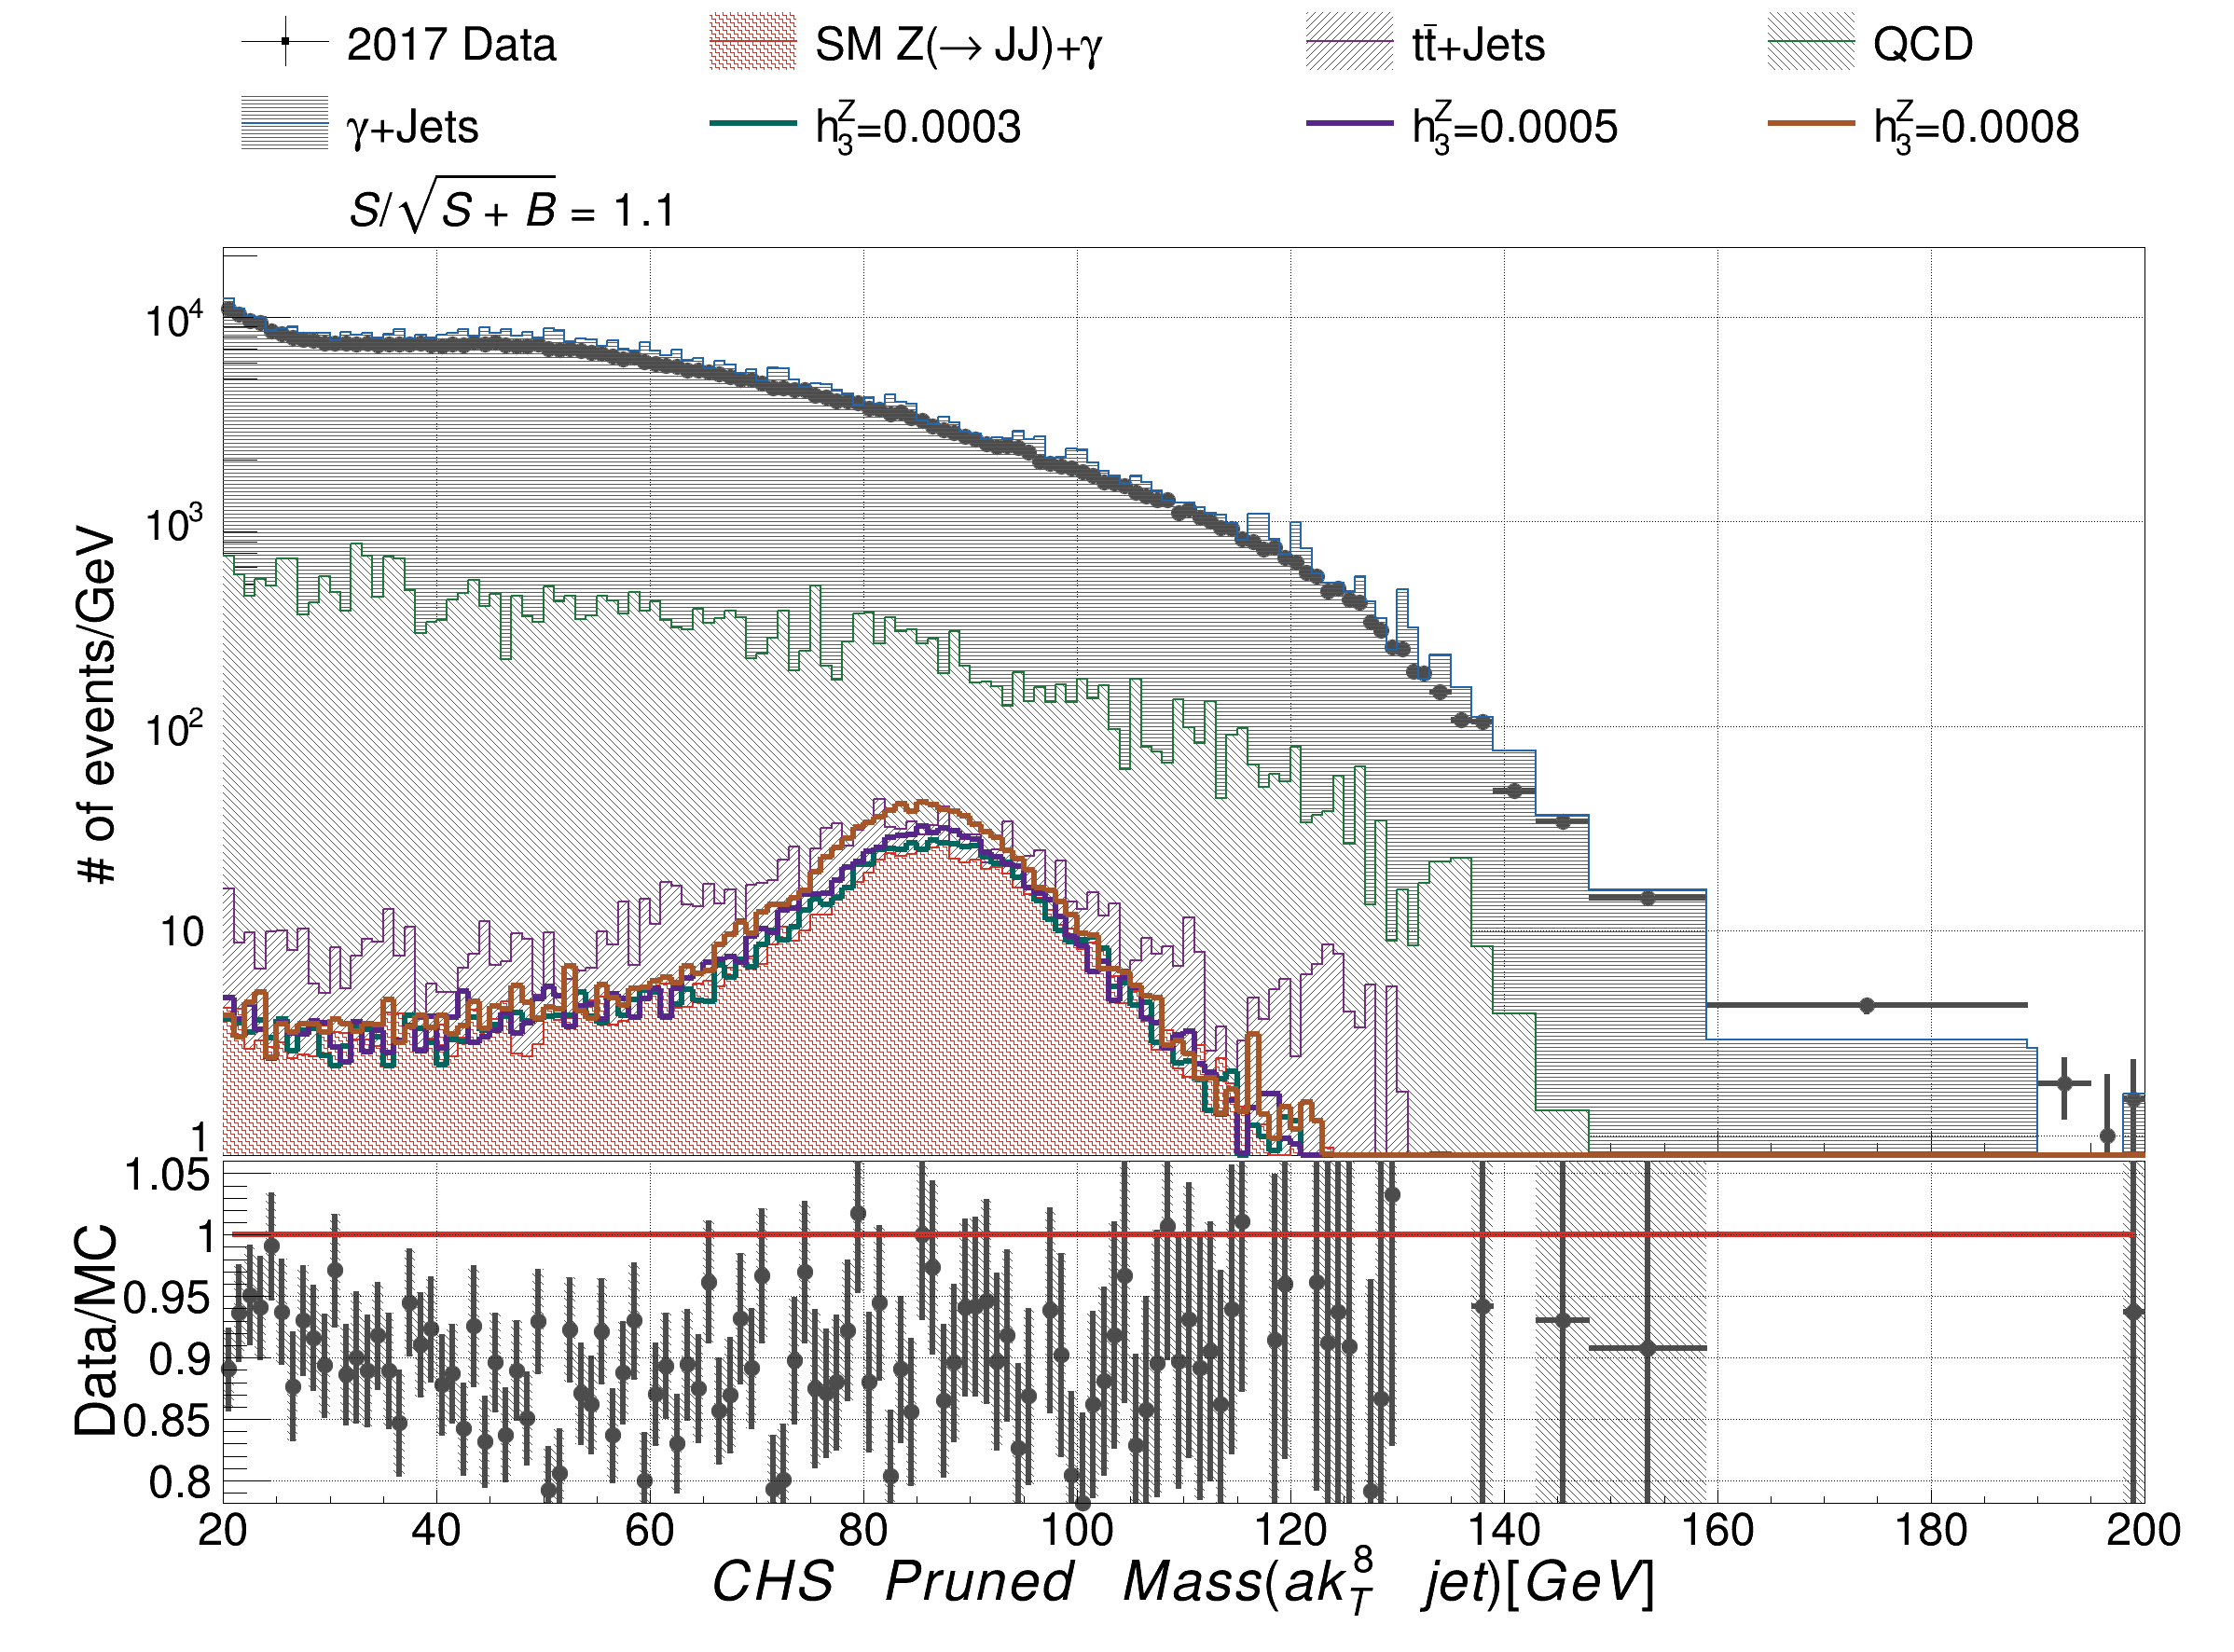 2017 Data SM Z(→ JJ)+γ tt̄+Jets QCD
γ+Jets h₃ᶻ=0.0003 h₃ᶻ=0.0005 h₃ᶻ=0.0008
S/√S + B = 1.1
# of events/GeV
10⁴
10³
10²
10
1
Data/MC
1.05
1
0.95
0.9
0.85
0.8
20 40 60 80 100 120 140 160 180 200
CHS Pruned Mass(ak_T^8 jet)[GeV]